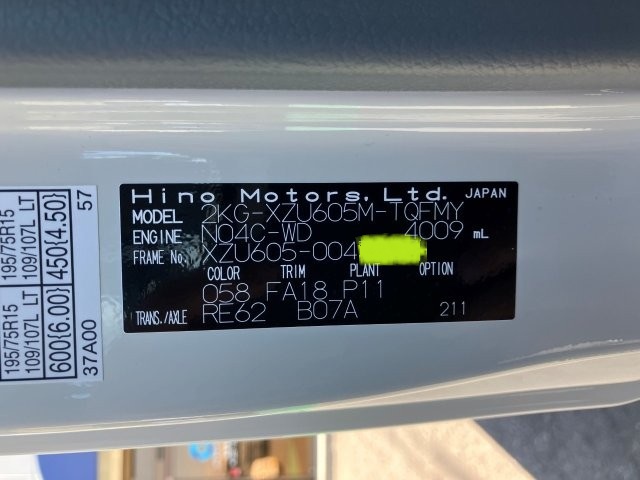 Hino Motors, Ltd. JAPAN
MODEL 2KG-XZU605M-TQFMY
ENGINE N04C-WD 4009 mL
FRAME No. XZU605-004
COLOR TRIM PLANT OPTION
058 FA18 P11
TRANS./AXLE RE62 B07A 211
195/75R15 109/107L LT 600{6.00} 37A00
195/75R15 109/107L LT 450{4.50} 57